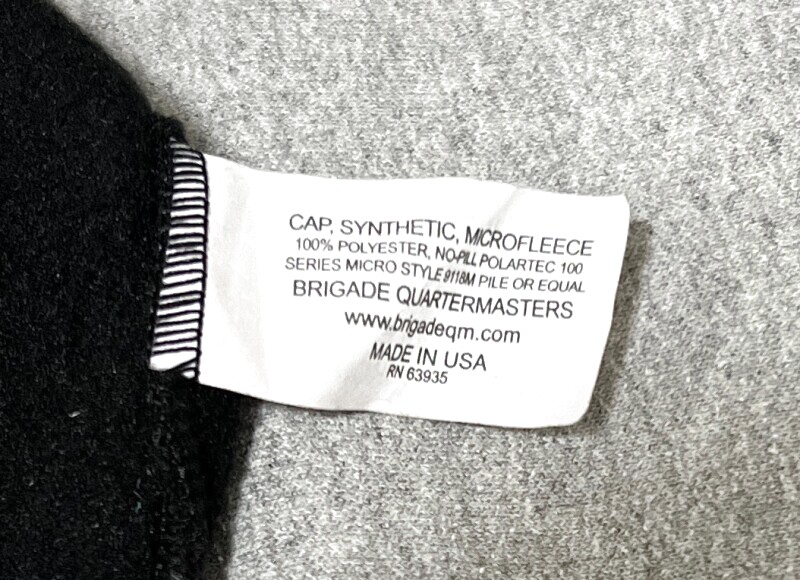 CAP, SYNTHETIC, MICROFLEECE
100% POLYESTER, NO-PILL POLARTEC 100
SERIES MICRO STYLE 9118M PILE OR EQUAL
BRIGADE QUARTERMASTERS
www.brigadeqm.com
MADE IN USA
RN 63935